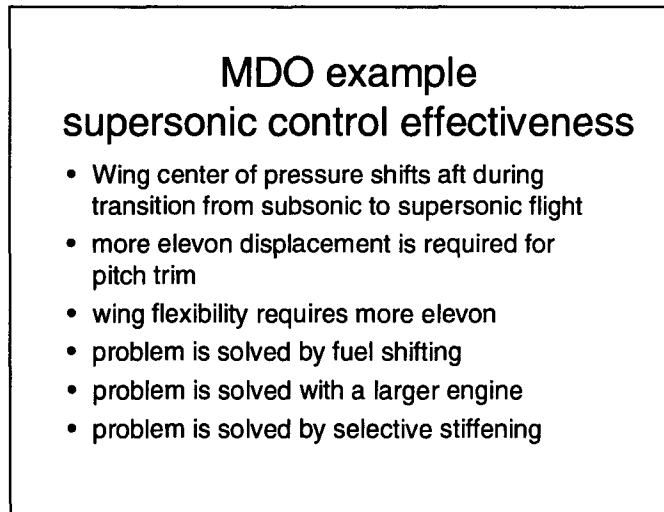 MDO example
supersonic control effectiveness
• Wing center of pressure shifts aft during
transition from subsonic to supersonic flight
• more elevon displacement is required for
pitch trim
• wing flexibility requires more elevon
• problem is solved by fuel shifting
• problem is solved with a larger engine
• problem is solved by selective stiffening